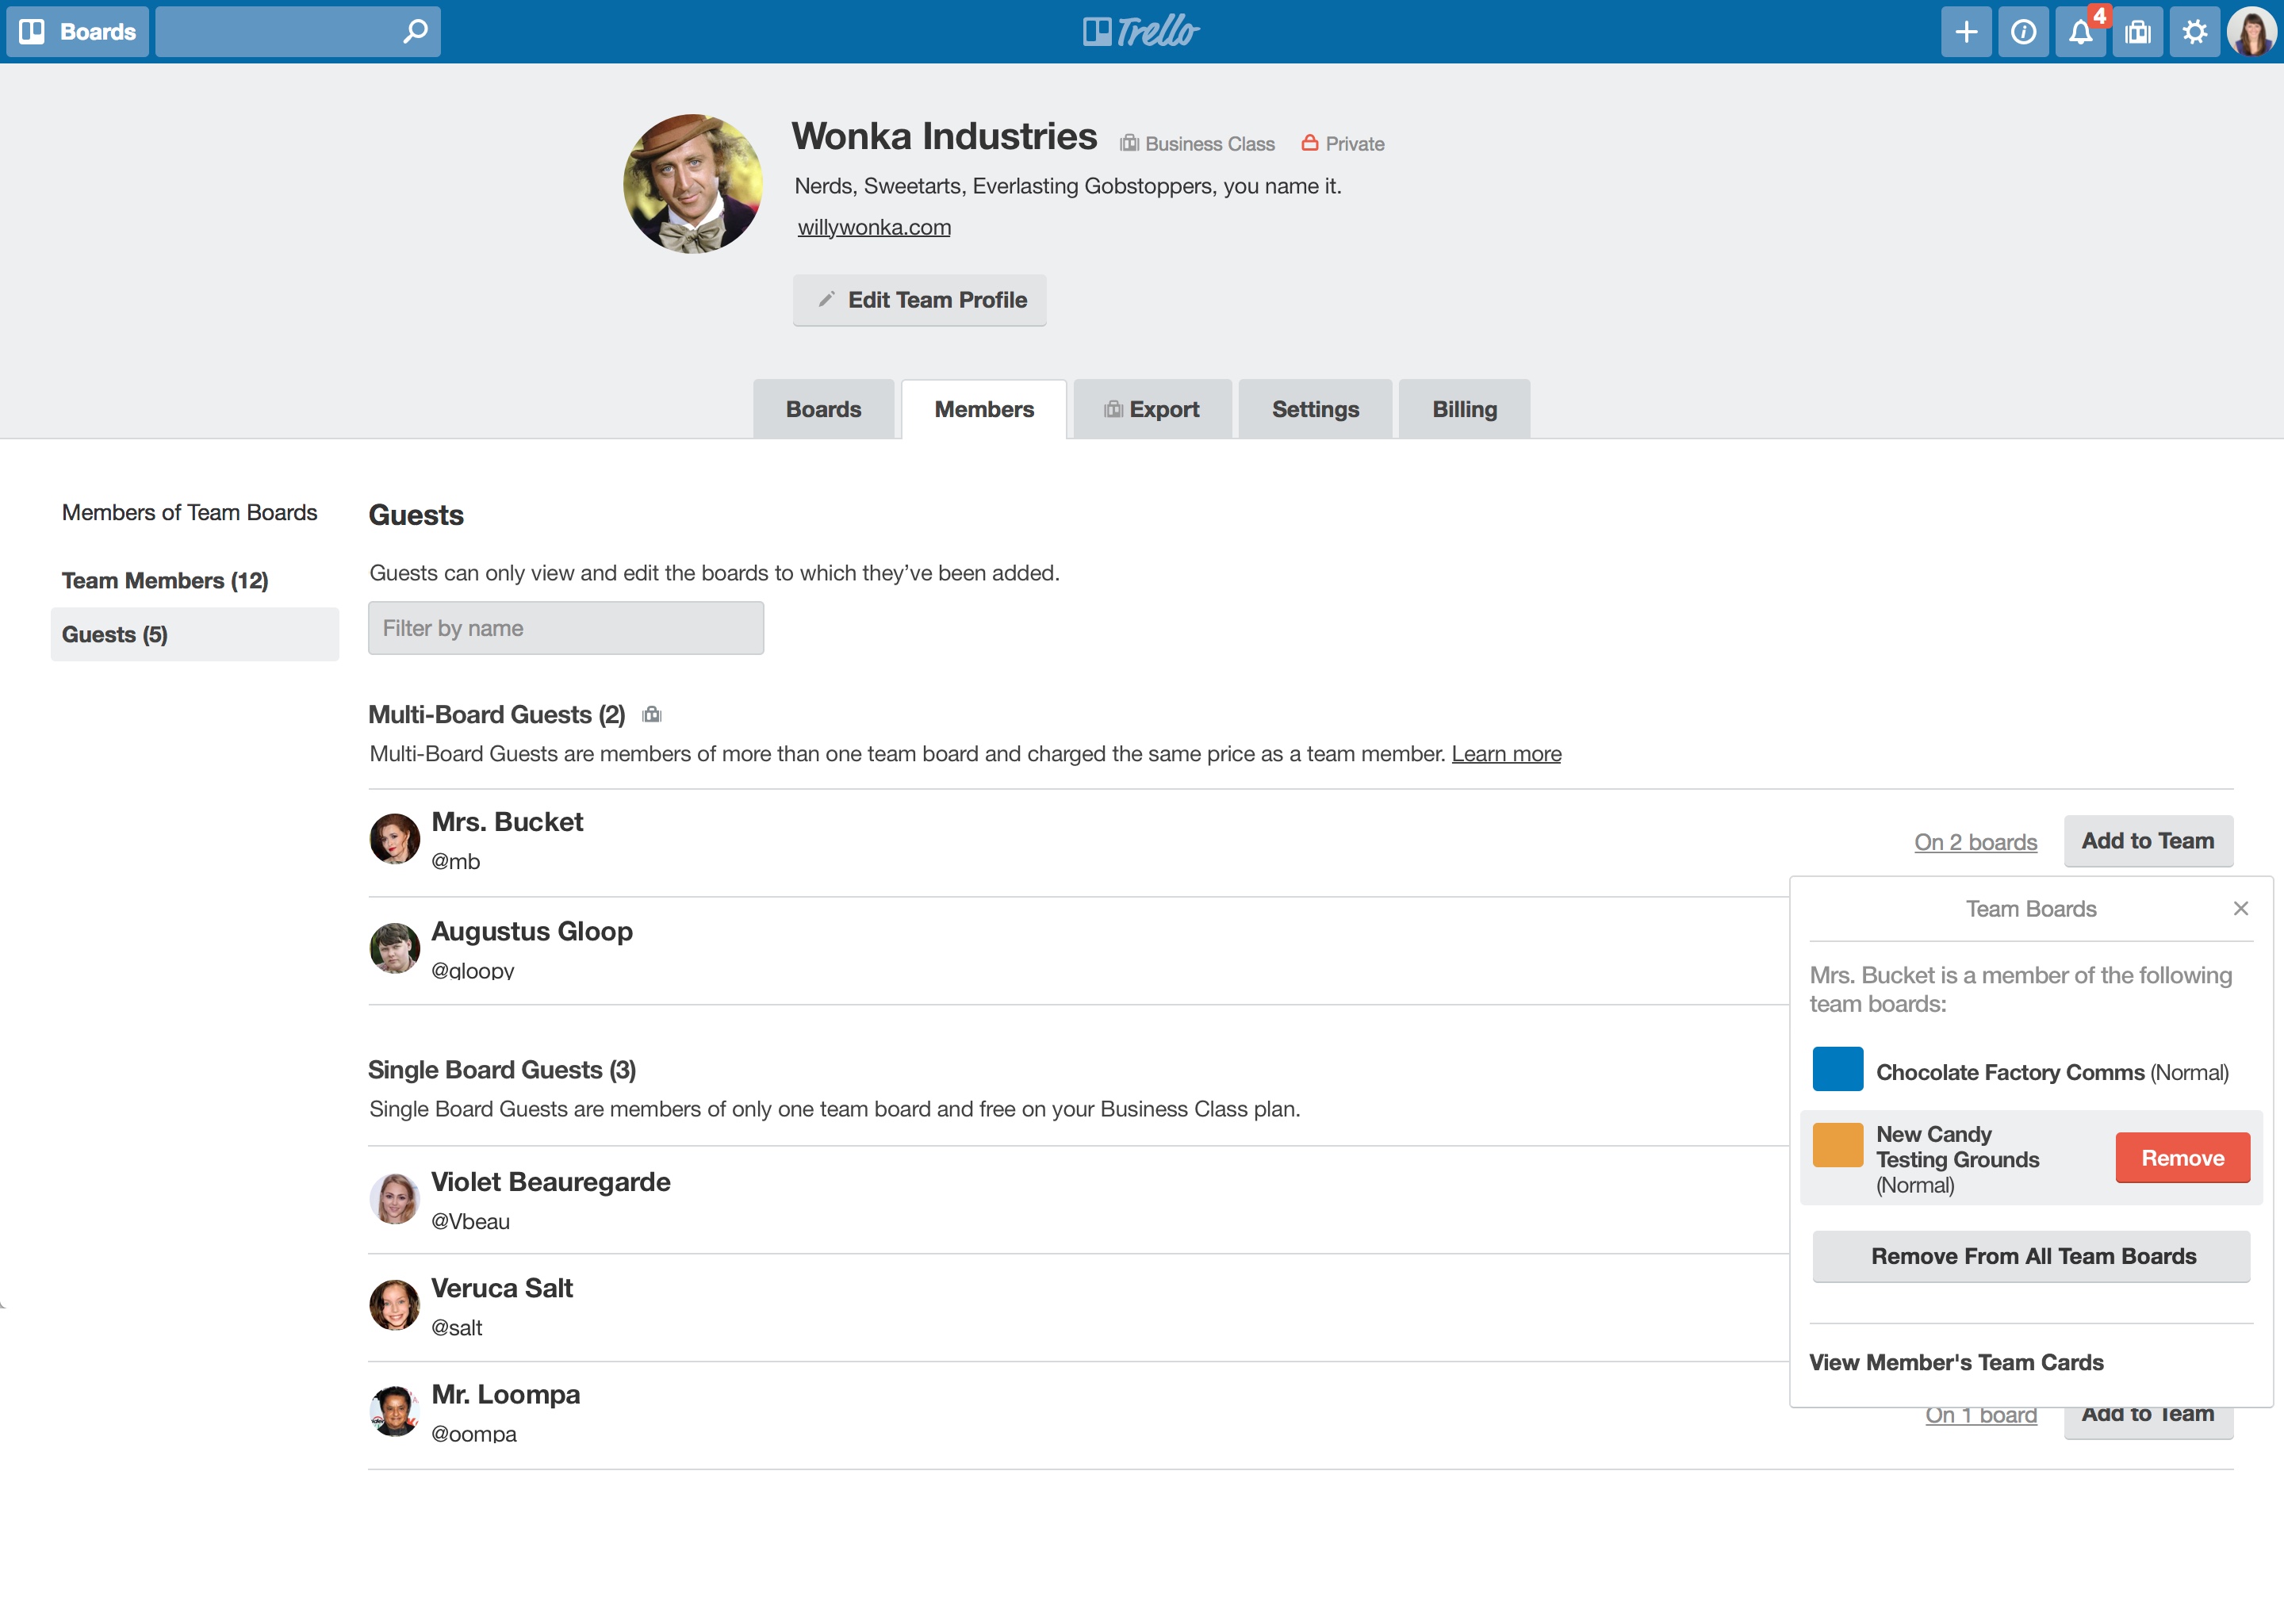 Boards
Trello
4
Wonka Industries Business Class Private
Nerds, Sweetarts, Everlasting Gobstoppers, you name it.
willywonka.com
Edit Team Profile
Boards Members Export Settings Billing
Members of Team Boards
Team Members (12)
Guests (5)
Guests
Guests can only view and edit the boards to which they’ve been added.
Filter by name
Multi-Board Guests (2)
Multi-Board Guests are members of more than one team board and charged the same price as a team member. Learn more
Mrs. Bucket
@mb
On 2 boards Add to Team
Augustus Gloop
@gloopy
Single Board Guests (3)
Single Board Guests are members of only one team board and free on your Business Class plan.
Violet Beauregarde
@Vbeau
Veruca Salt
@salt
Mr. Loompa
@oompa
On 1 board Add to Team
Team Boards
Mrs. Bucket is a member of the following
team boards:
Chocolate Factory Comms (Normal)
New Candy
Testing Grounds
(Normal)
Remove
Remove From All Team Boards
View Member's Team Cards